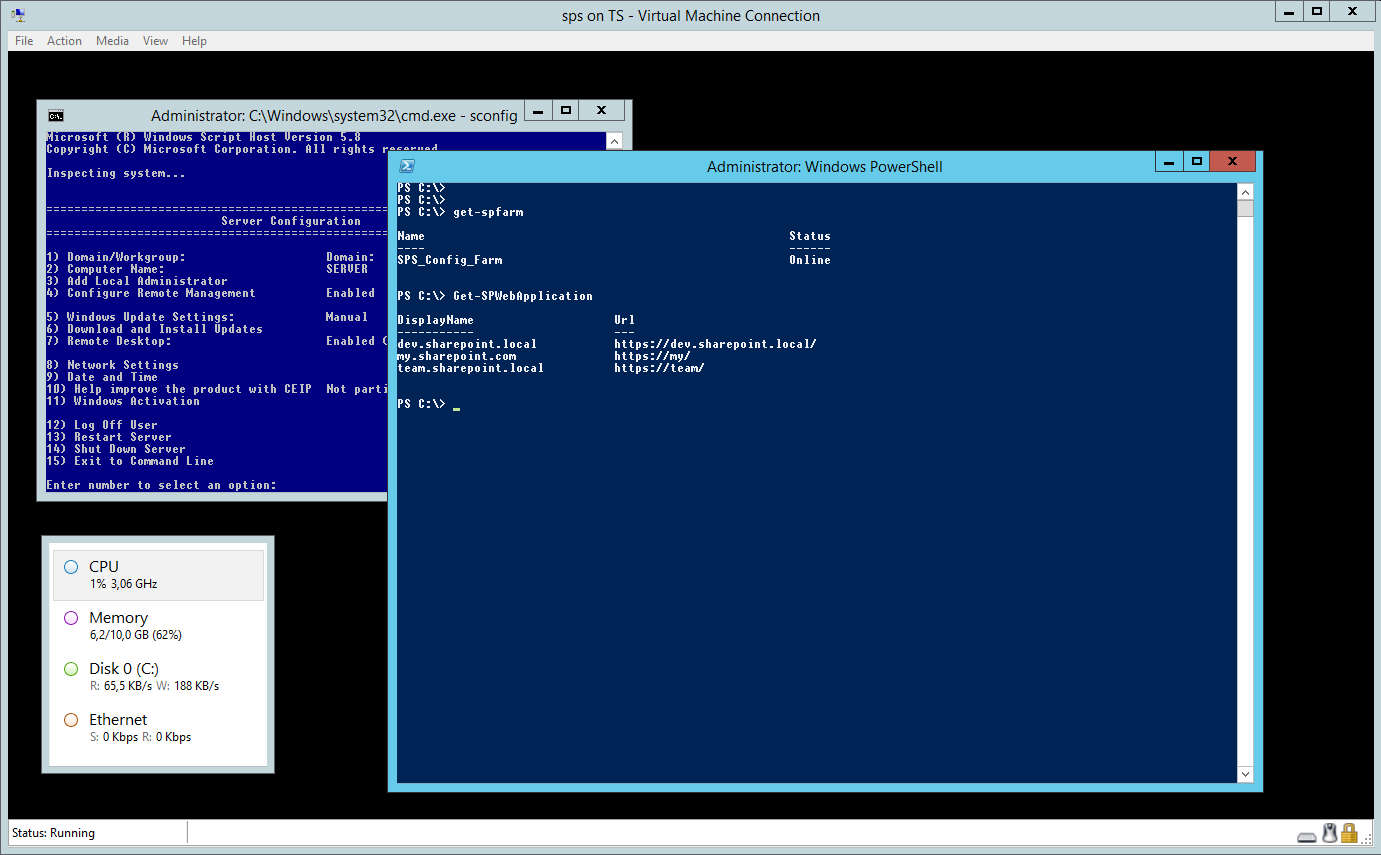 sps on TS - Virtual Machine Connection
File Action Media View Help
Administrator: C:\Windows\system32\cmd.exe - sconfig
Microsoft (R) Windows Script Host Version 5.8
Copyright (C) Microsoft Corporation. All rights reserved.
Inspecting system...
===============================================
Server Configuration
===============================================
1) Domain/Workgroup: Domain:
2) Computer Name: SERVER
3) Add Local Administrator
4) Configure Remote Management Enabled
5) Windows Update Settings: Manual
6) Download and Install Updates
7) Remote Desktop: Enabled (
8) Network Settings
9) Date and Time
10) Help improve the product with CEIP Not parti
11) Windows Activation
12) Log Off User
13) Restart Server
14) Shut Down Server
15) Exit to Command Line
Enter number to select an option:
Administrator: Windows PowerShell
PS C:\>
PS C:\>
PS C:\> get-spfarm
Name Status
---- ------
SPS_Config_Farm Online
PS C:\> Get-SPWebApplication
DisplayName Url
----------- ---
dev.sharepoint.local https://dev.sharepoint.local/
my.sharepoint.com https://my/
team.sharepoint.local https://team/
PS C:\> _
CPU
1% 3,06 GHz
Memory
6,2/10,0 GB (62%)
Disk 0 (C:)
R: 65,5 KB/s W: 188 KB/s
Ethernet
S: 0 Kbps R: 0 Kbps
Status: Running